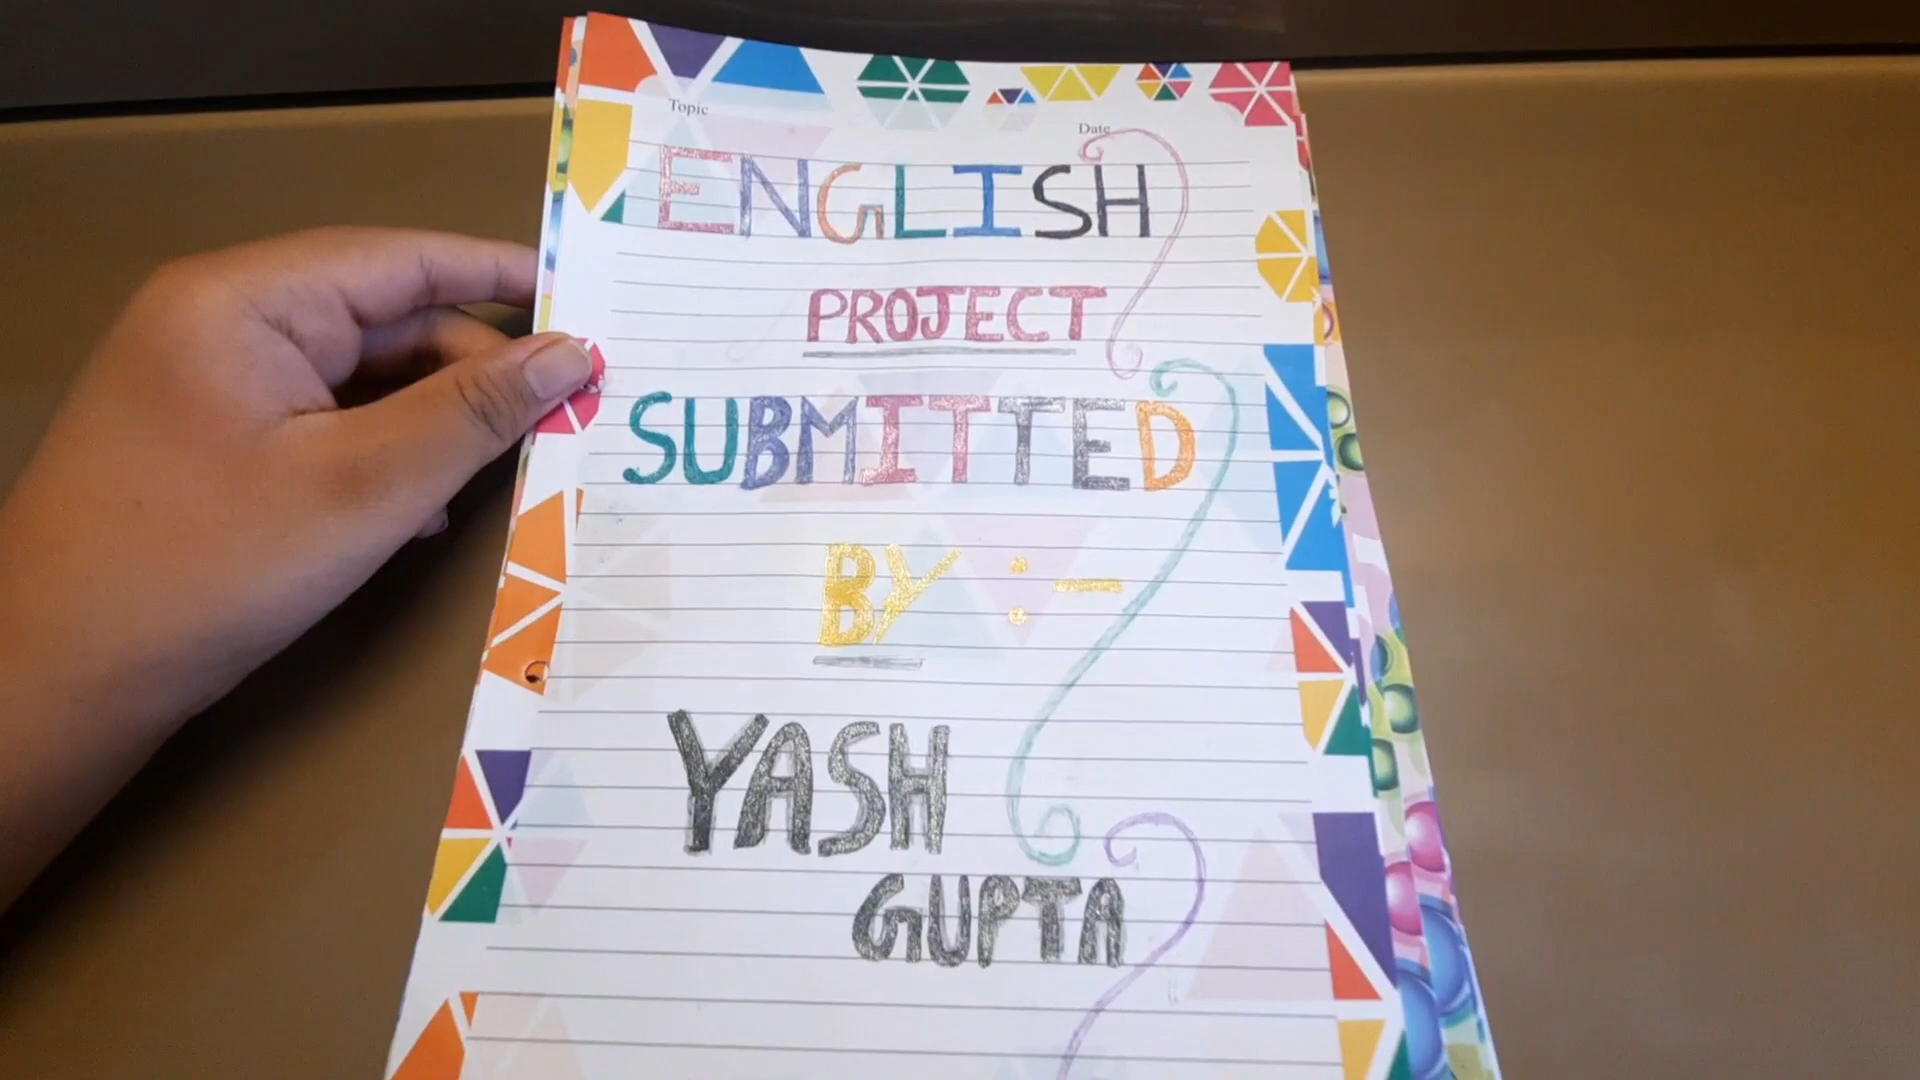 Topic
Date
ENGLISH
PROJECT
SUBMITTED
BY :-
YASH
GUPTA